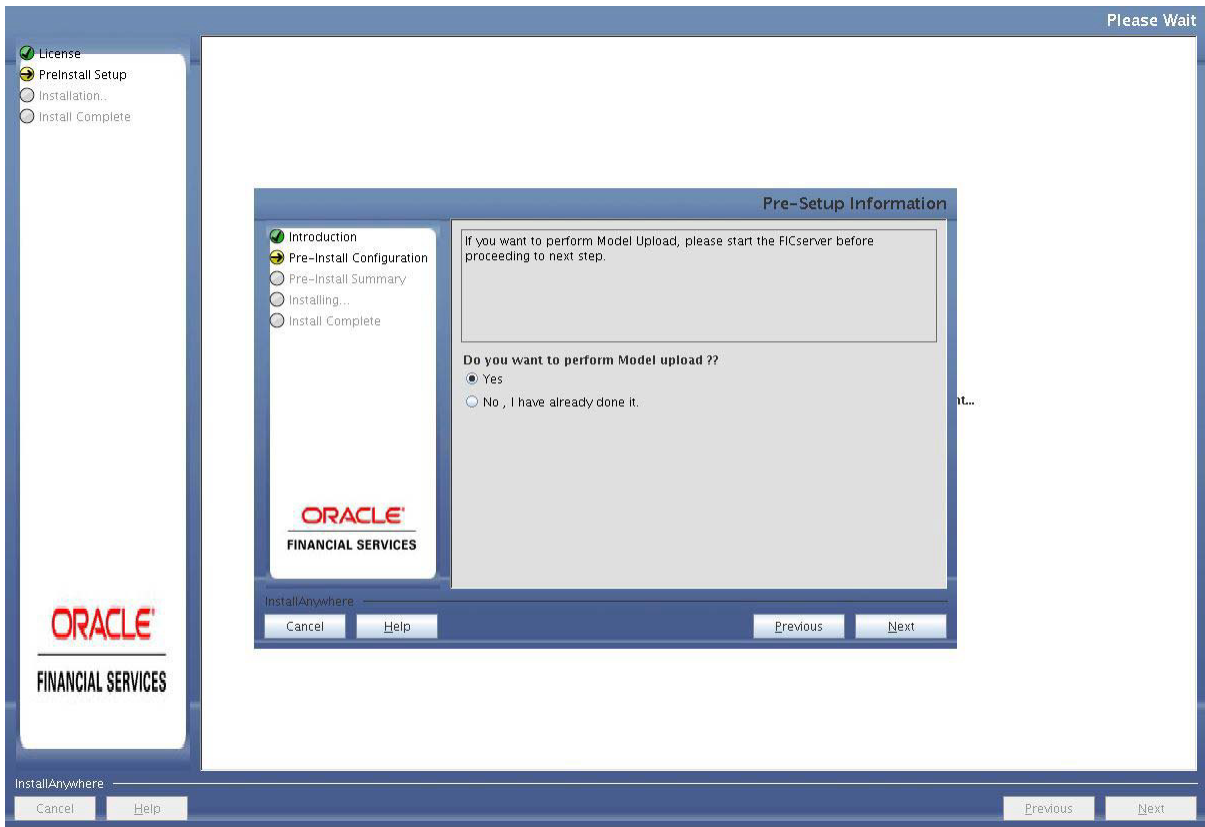 Please Wait
License
PreInstall Setup
Installation..
Install Complete
Pre-Setup Information
Introduction
Pre-Install Configuration
Pre-Install Summary
Installing...
Install Complete
If you want to perform Model Upload, please start the FICserver before
proceeding to next step.
Do you want to perform Model upload ??
Yes
No , I have already done it.
nt...
ORACLE
FINANCIAL SERVICES
InstallAnywhere
Cancel
Help
Previous
Next
ORACLE
FINANCIAL SERVICES
InstallAnywhere
Cancel
Help
Previous
Next